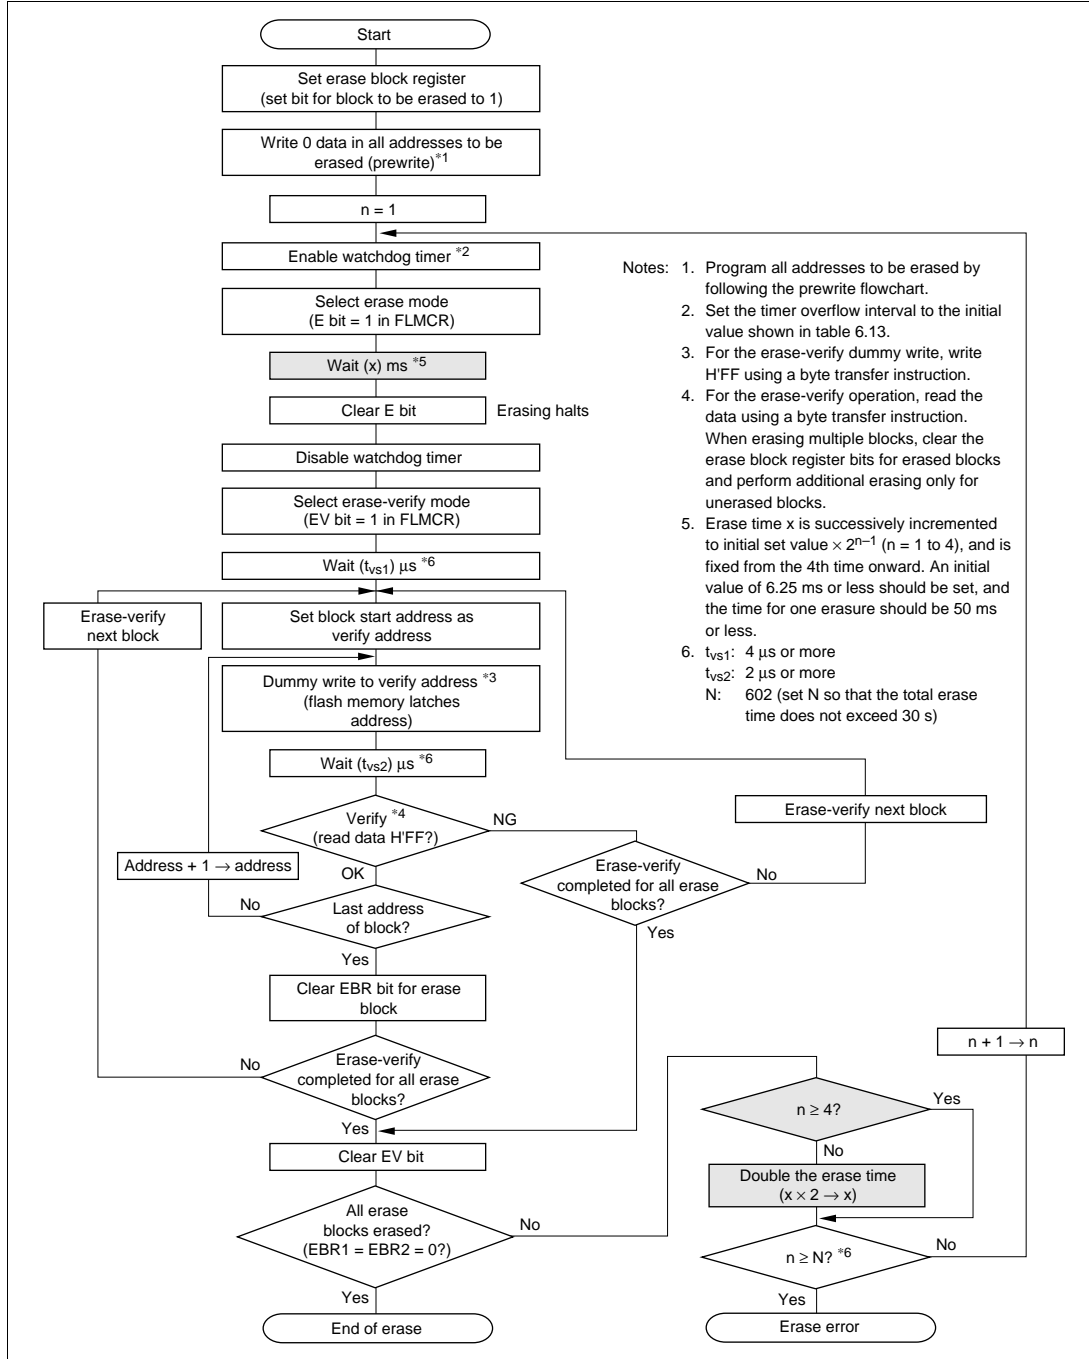 Start
Set erase block register
(set bit for block to be erased to 1)
Write 0 data in all addresses to be
erased (prewrite)*1
n = 1
Enable watchdog timer *2
Select erase mode
(E bit = 1 in FLMCR)
Wait (x) ms *5
Clear E bit
Erasing halts
Disable watchdog timer
Select erase-verify mode
(EV bit = 1 in FLMCR)
Wait (tvs1) μs *6
Erase-verify
next block
Set block start address as
verify address
Dummy write to verify address *3
(flash memory latches
address)
Wait (tvs2) μs *6
Verify *4
(read data H'FF?)
NG
OK
Address + 1 → address
No
Last address
of block?
Yes
Clear EBR bit for erase
block
No
Erase-verify
completed for all erase
blocks?
Yes
Clear EV bit
All erase
blocks erased?
(EBR1 = EBR2 = 0?)
No
Yes
End of erase
Erase-verify next block
Erase-verify
completed for all erase
blocks?
No
Yes
n + 1 → n
n ≥ 4?
Yes
No
Double the erase time
(x × 2 → x)
n ≥ N? *6
No
Yes
Erase error
Notes: 1. Program all addresses to be erased by
following the prewrite flowchart.
2. Set the timer overflow interval to the initial
value shown in table 6.13.
3. For the erase-verify dummy write, write
H'FF using a byte transfer instruction.
4. For the erase-verify operation, read the
data using a byte transfer instruction.
When erasing multiple blocks, clear the
erase block register bits for erased blocks
and perform additional erasing only for
unerased blocks.
5. Erase time x is successively incremented
to initial set value × 2n–1 (n = 1 to 4), and is
fixed from the 4th time onward. An initial
value of 6.25 ms or less should be set, and
the time for one erasure should be 50 ms
or less.
6. tvs1: 4 μs or more
tvs2: 2 μs or more
N: 602 (set N so that the total erase
time does not exceed 30 s)